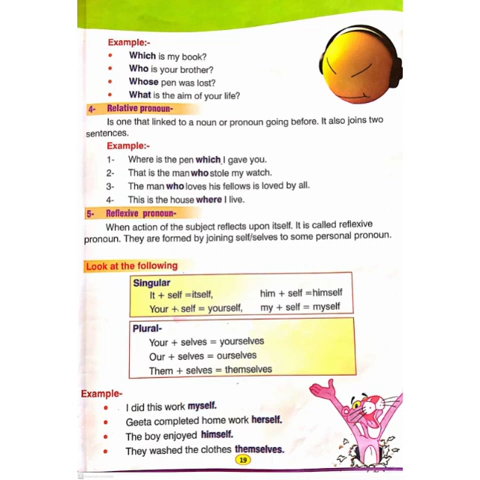 Example:-
• Which is my book?
• Who is your brother?
• Whose pen was lost?
• What is the aim of your life?
4- Relative pronoun-
Is one that linked to a noun or pronoun going before. It also joins two
sentences.
Example:-
1- Where is the pen which I gave you.
2- That is the man who stole my watch.
3- The man who loves his fellows is loved by all.
4- This is the house where I live.
5- Reflexive pronoun-
When action of the subject reflects upon itself. It is called reflexive
pronoun. They are formed by joining self/selves to some personal pronoun.
Look at the following
Singular
It + self =itself, him + self =himself
Your + self = yourself, my + self = myself
Plural-
Your + selves = yourselves
Our + selves = ourselves
Them + selves = themselves
Example-
• I did this work myself.
• Geeta completed home work herself.
• The boy enjoyed himself.
• They washed the clothes themselves.
19